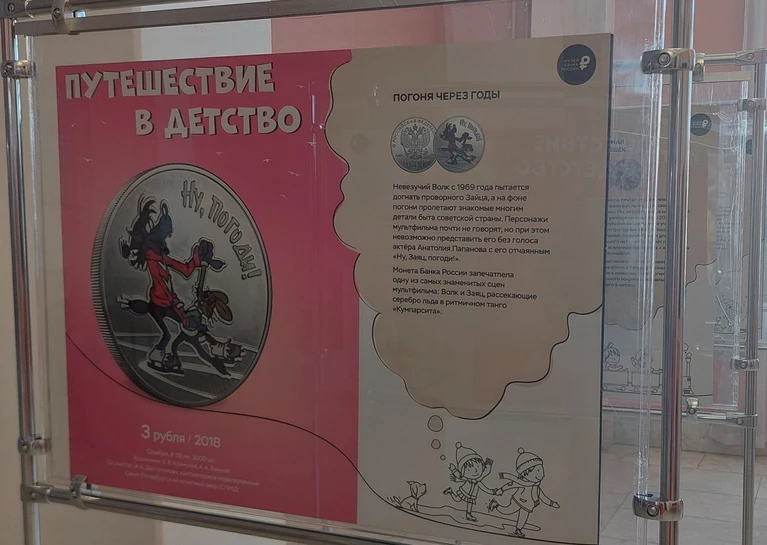 ПУТЕШЕСТВИЕ
В ДЕТСТВО
Ну, погоди!
3 рубля / 2018
ПОГОНЯ ЧЕРЕЗ ГОДЫ
Невезучий Волк с 1969 года пытается
догнать проворного Зайца, а на фоне
погони пролетают знакомые многим
детали быта советской страны. Персонажи
мультфильма почти не говорят, но при этом
невозможно представить его без голоса
актёра Анатолия Папанова с его отчаянным
«Ну, Заяц, погоди!».
Монета Банка России запечатлела
одну из самых знаменитых сцен
мультфильма: Волк и Заяц, рассекающие
серебро льда в ритмичном танго
«Кумпарсита».